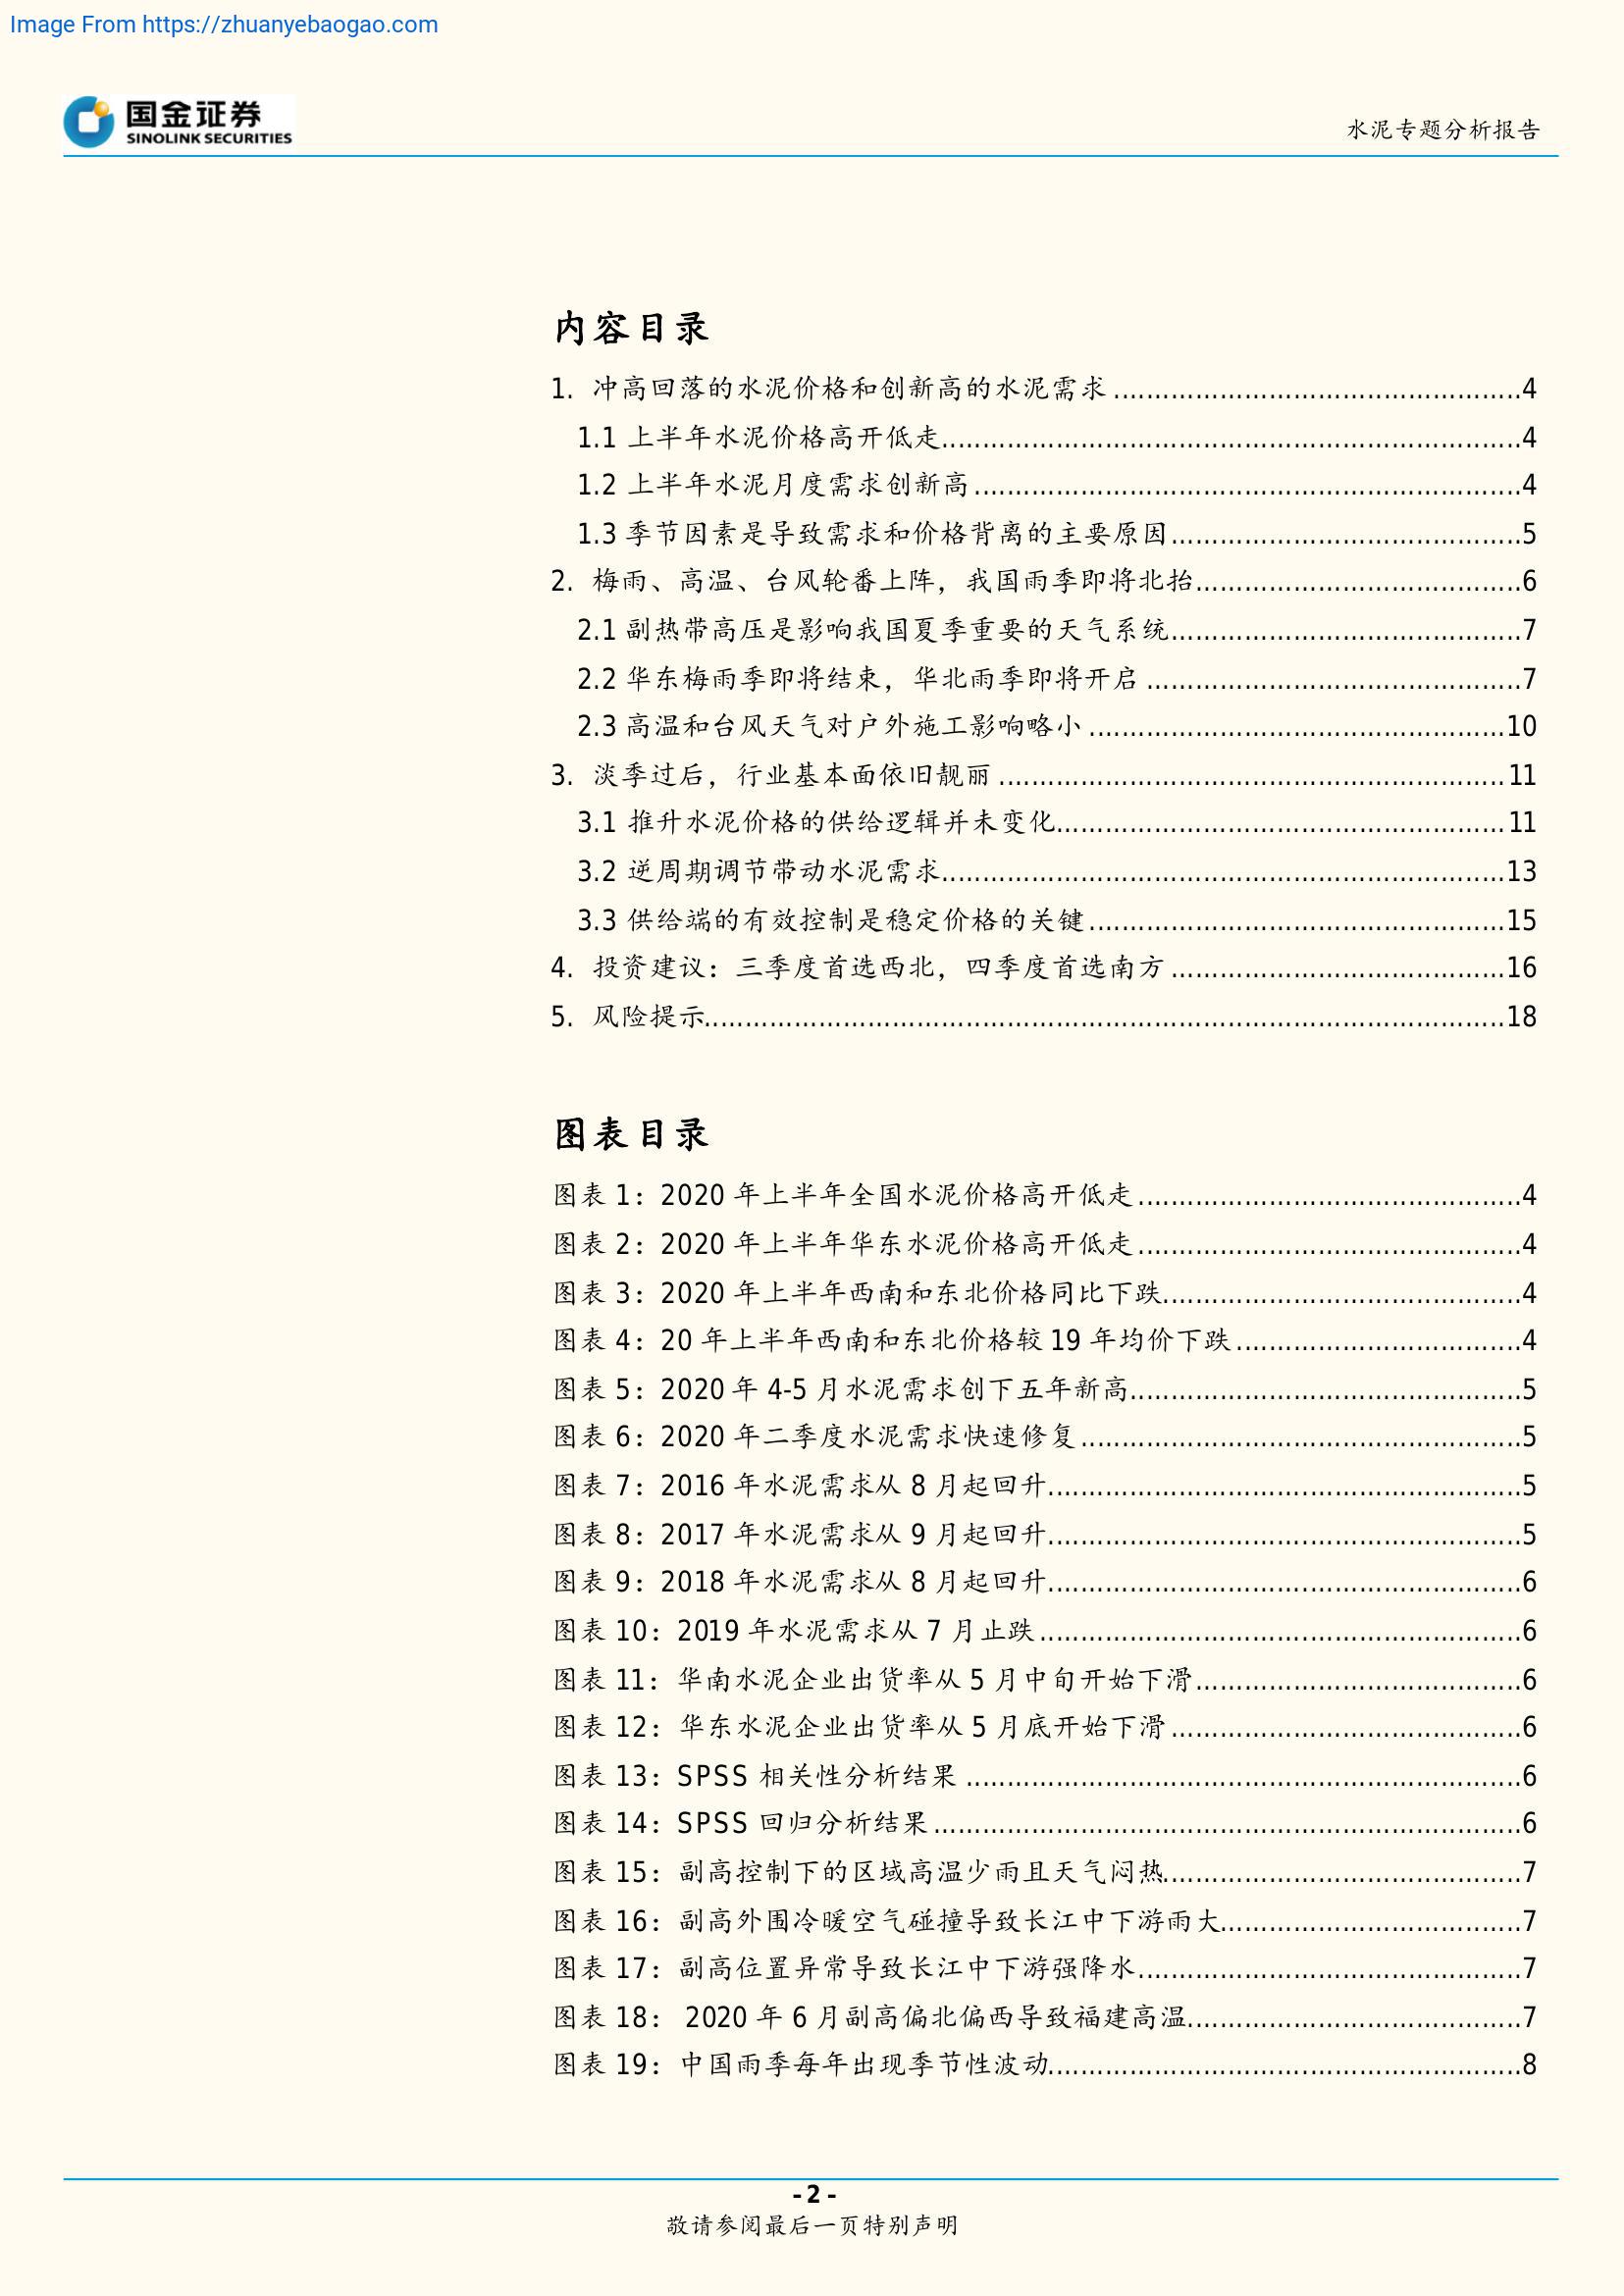 Image From https://zhuanyebaogao.com
国金证券
SINOLINK SECURITIES
水泥专题分析报告
内容目录
1. 冲高回落的水泥价格和创新高的水泥需求................................................4
1.1 上半年水泥价格高开低走................................................4
1.2 上半年水泥月度需求创新高................................................4
1.3 季节因素是导致需求和价格背离的主要原因................................................5
2. 梅雨、高温、台风轮番上阵，我国雨季即将北抬................................................6
2.1 副热带高压是影响我国夏季重要的天气系统................................................7
2.2 华东梅雨季即将结束，华北雨季即将开启................................................7
2.3 高温和台风天气对户外施工影响略小................................................10
3. 淡季过后，行业基本面依旧靓丽................................................11
3.1 推升水泥价格的供给逻辑并未变化................................................11
3.2 逆周期调节带动水泥需求................................................13
3.3 供给端的有效控制是稳定价格的关键................................................15
4. 投资建议：三季度首选西北，四季度首选南方................................................16
5. 风险提示................................................18
图表目录
图表 1：2020 年上半年全国水泥价格高开低走................................................4
图表 2：2020 年上半年华东水泥价格高开低走................................................4
图表 3：2020 年上半年西南和东北价格同比下跌................................................4
图表 4：20 年上半年西南和东北价格较 19 年均价下跌................................................4
图表 5：2020 年 4-5 月水泥需求创下五年新高................................................5
图表 6：2020 年二季度水泥需求快速修复................................................5
图表 7：2016 年水泥需求从 8 月起回升................................................5
图表 8：2017 年水泥需求从 9 月起回升................................................5
图表 9：2018 年水泥需求从 8 月起回升................................................6
图表 10：2019 年水泥需求从 7 月止跌................................................6
图表 11：华南水泥企业出货率从 5 月中旬开始下滑................................................6
图表 12：华东水泥企业出货率从 5 月底开始下滑................................................6
图表 13：SPSS 相关性分析结果................................................6
图表 14：SPSS 回归分析结果................................................6
图表 15：副高控制下的区域高温少雨且天气闷热................................................7
图表 16：副高外围冷暖空气碰撞导致长江中下游雨大................................................7
图表 17：副高位置异常导致长江中下游强降水................................................7
图表 18： 2020 年 6 月副高偏北偏西导致福建高温................................................7
图表 19：中国雨季每年出现季节性波动................................................8
- 2 -
敬请参阅最后一页特别声明